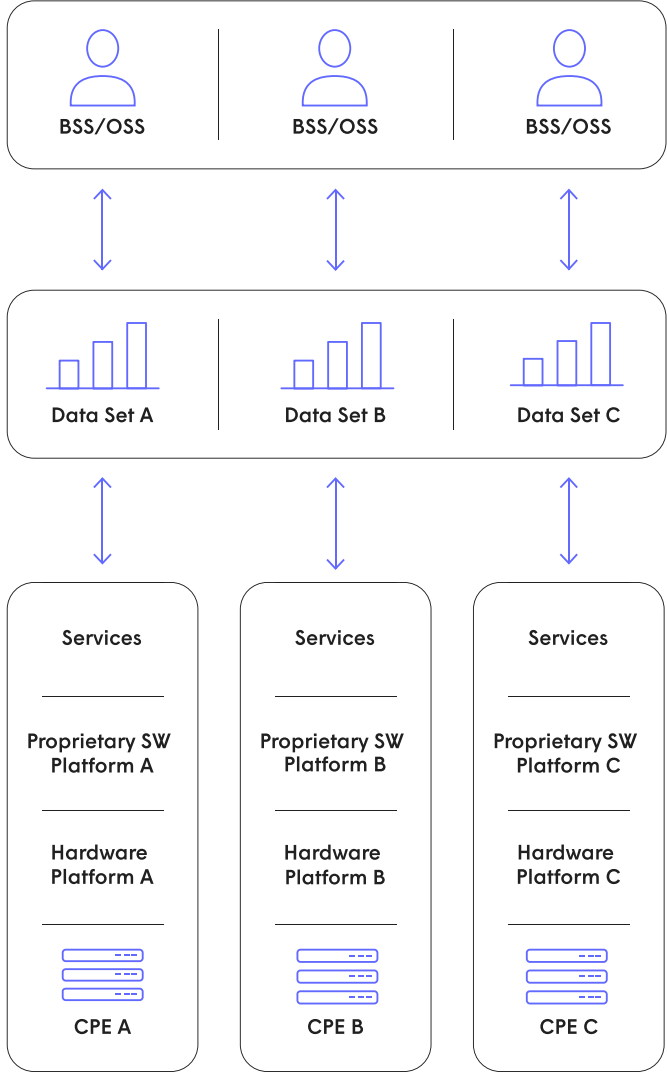 BSS/OSS
BSS/OSS
BSS/OSS
Data Set A
Data Set B
Data Set C
Services
Proprietary SW
Platform A
Hardware
Platform A
CPE A
Services
Proprietary SW
Platform B
Hardware
Platform B
CPE B
Services
Proprietary SW
Platform C
Hardware
Platform C
CPE C